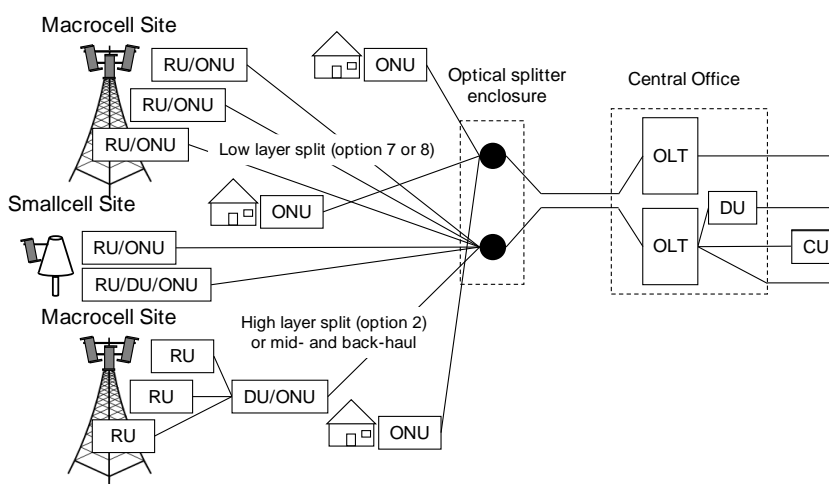 Macrocell Site
RU/ONU
RU/ONU
RU/ONU
ONU
Optical splitter
enclosure
Central Office
Low layer split (option 7 or 8)
OLT
Smallcell Site
ONU
DU
RU/ONU
OLT
CU
RU/DU/ONU
Macrocell Site
High layer split (option 2)
or mid- and back-haul
RU
RU
DU/ONU
RU
ONU